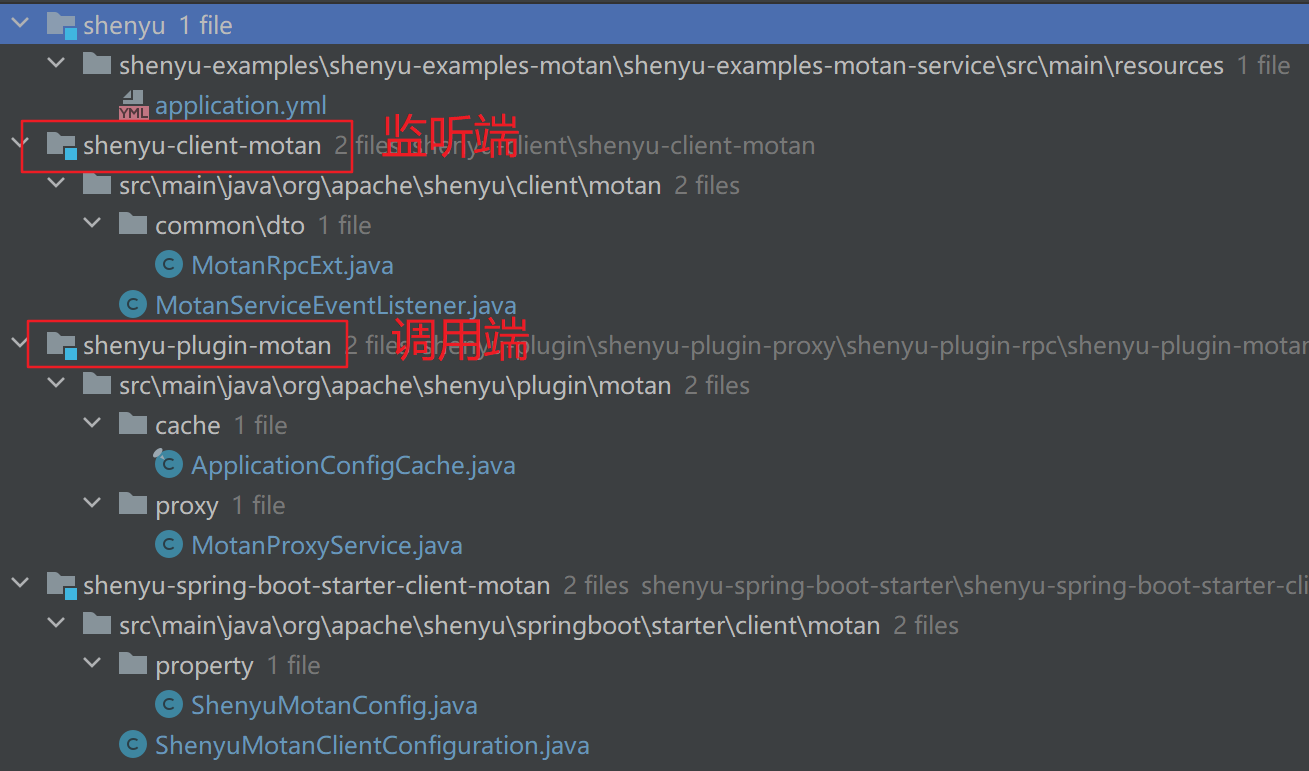 shenyu 1 file
shenyu-examples\shenyu-examples-motan\shenyu-examples-motan-service\src\main\resources 1 file
YML application.yml
shenyu-client-motan 2 files shenyu-client\shenyu-client-motan
监听端
src\main\java\org\apache\shenyu\client\motan 2 files
common\dto 1 file
C MotanRpcExt.java
C MotanServiceEventListener.java
shenyu-plugin-motan 2 files shenyu-plugin\shenyu-plugin-proxy\shenyu-plugin-rpc\shenyu-plugin-motan
调用端
src\main\java\org\apache\shenyu\plugin\motan 2 files
cache 1 file
C ApplicationConfigCache.java
proxy 1 file
C MotanProxyService.java
shenyu-spring-boot-starter-client-motan 2 files shenyu-spring-boot-starter\shenyu-spring-boot-starter-cli
src\main\java\org\apache\shenyu\springboot\starter\client\motan 2 files
property 1 file
C ShenyuMotanConfig.java
C ShenyuMotanClientConfiguration.java